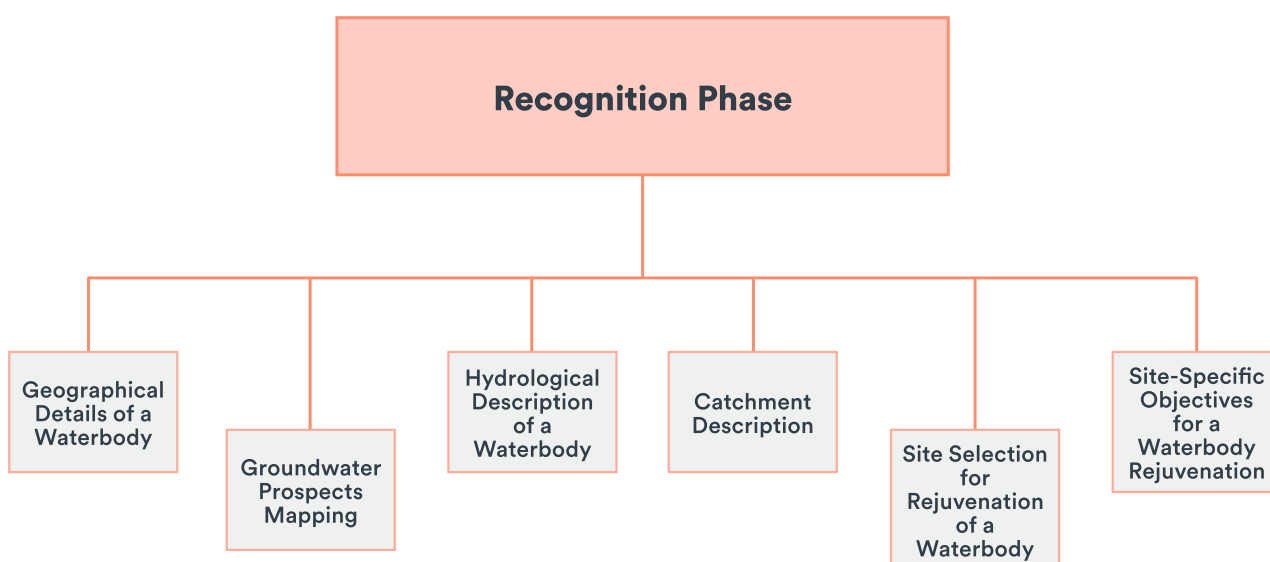 Recognition Phase
Geographical
Details of a
Waterbody
Groundwater
Prospects
Mapping
Hydrological
Description
of a
Waterbody
Catchment
Description
Site Selection
for
Rejuvenation
of a
Waterbody
Site-Specific
Objectives
for a
Waterbody
Rejuvenation